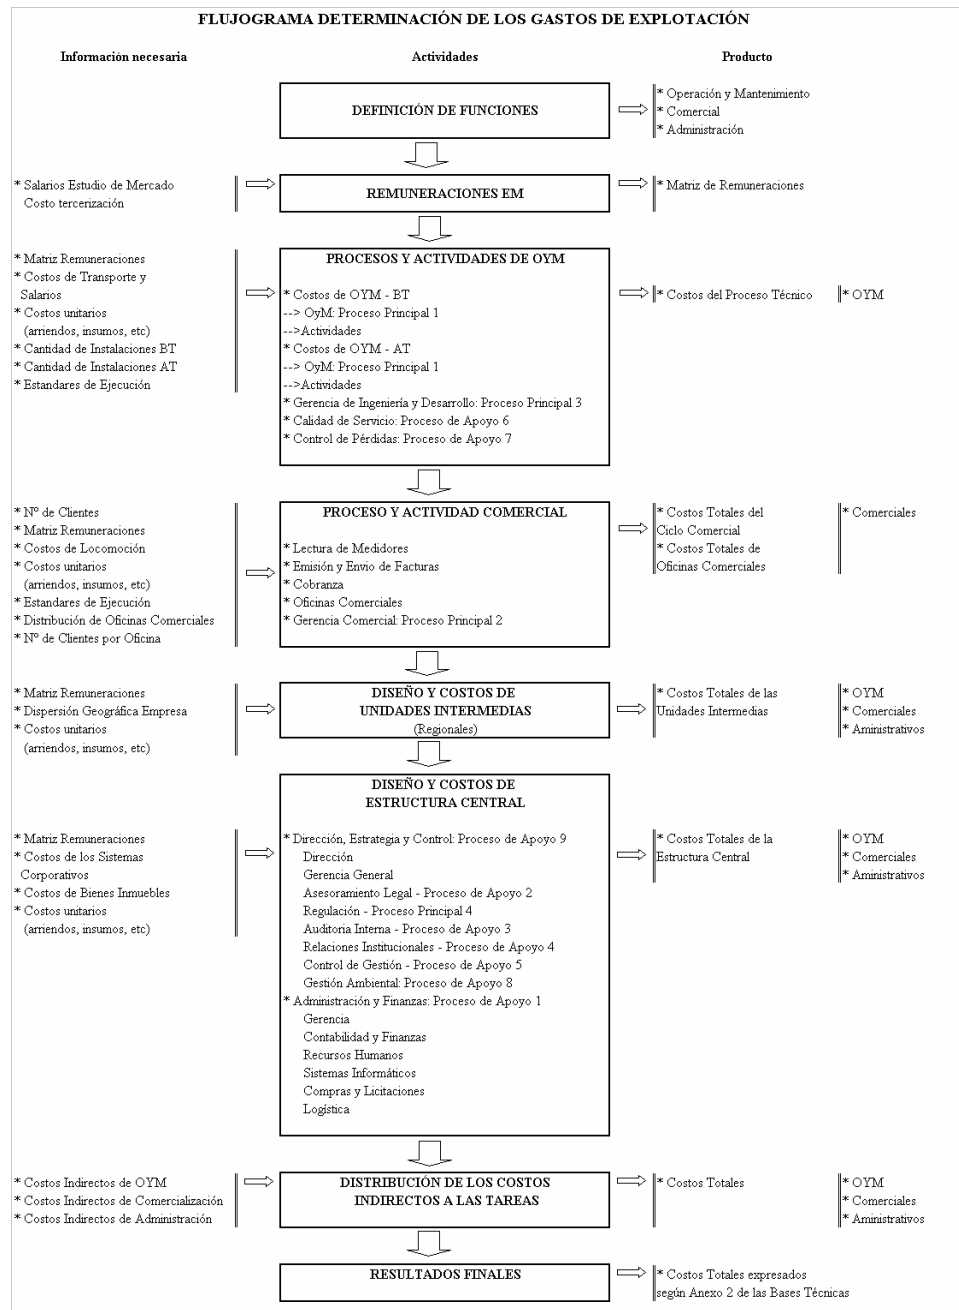 FLUJOGRAMA DETERMINACIÓN DE LOS GASTOS DE EXPLOTACIÓN
Información necesaria
Actividades
Producto
DEFINICIÓN DE FUNCIONES
* Operación y Mantenimiento
* Comercial
* Administración
* Salarios Estudio de Mercado
Costo tercerización
REMUNERACIONES EM
* Matriz de Remuneraciones
* Matriz Remuneraciones
* Costos de Transporte y
Salarios
* Costos unitarios
(arriendos, insumos, etc)
* Cantidad de Instalaciones BT
* Cantidad de Instalaciones AT
* Estandares de Ejecución
PROCESOS Y ACTIVIDADES DE OYM
* Costos de OYM - BT
--> OyM: Proceso Principal 1
-->Actividades
* Costos de OYM - AT
--> OyM: Proceso Principal 1
-->Actividades
* Gerencia de Ingeniería y Desarrollo: Proceso Principal 3
* Calidad de Servicio: Proceso de Apoyo 6
* Control de Pérdidas: Proceso de Apoyo 7
* Costos del Proceso Técnico
* OYM
* Nº de Clientes
* Matriz Remuneraciones
* Costos de Locomoción
* Costos unitarios
(arriendos, insumos, etc)
* Estandares de Ejecución
* Distribución de Oficinas Comerciales
* Nº de Clientes por Oficina
PROCESO Y ACTIVIDAD COMERCIAL
* Lectura de Medidores
* Emisión y Envio de Facturas
* Cobranza
* Oficinas Comerciales
* Gerencia Comercial: Proceso Principal 2
* Costos Totales del
Ciclo Comercial
* Costos Totales de
Oficinas Comerciales
* Comerciales
* Matriz Remuneraciones
* Dispersión Geográfica Empresa
* Costos unitarios
(arriendos, insumos, etc)
DISEÑO Y COSTOS DE
UNIDADES INTERMEDIAS
(Regionales)
* Costos Totales de las
Unidades Intermedias
* OYM
* Comerciales
* Aministrativos
* Matriz Remuneraciones
* Costos de los Sistemas
Corporativos
* Costos de Bienes Inmuebles
* Costos unitarios
(arriendos, insumos, etc)
DISEÑO Y COSTOS DE
ESTRUCTURA CENTRAL
* Dirección, Estrategia y Control: Proceso de Apoyo 9
Dirección
Gerencia General
Asesoramiento Legal - Proceso de Apoyo 2
Regulación - Proceso Principal 4
Auditoria Interna - Proceso de Apoyo 3
Relaciones Institucionales - Proceso de Apoyo 4
Control de Gestión - Proceso de Apoyo 5
Gestión Ambiental: Proceso de Apoyo 8
* Administración y Finanzas: Proceso de Apoyo 1
Gerencia
Contabilidad y Finanzas
Recursos Humanos
Sistemas Informáticos
Compras y Licitaciones
Logística
* Costos Totales de la
Estructura Central
* OYM
* Comerciales
* Aministrativos
* Costos Indirectos de OYM
* Costos Indirectos de Comercialización
* Costos Indirectos de Administración
DISTRIBUCIÓN DE LOS COSTOS
INDIRECTOS A LAS TAREAS
* Costos Totales
* OYM
* Comerciales
* Aministrativos
RESULTADOS FINALES
* Costos Totales expresados
según Anexo 2 de las Bases Técnicas